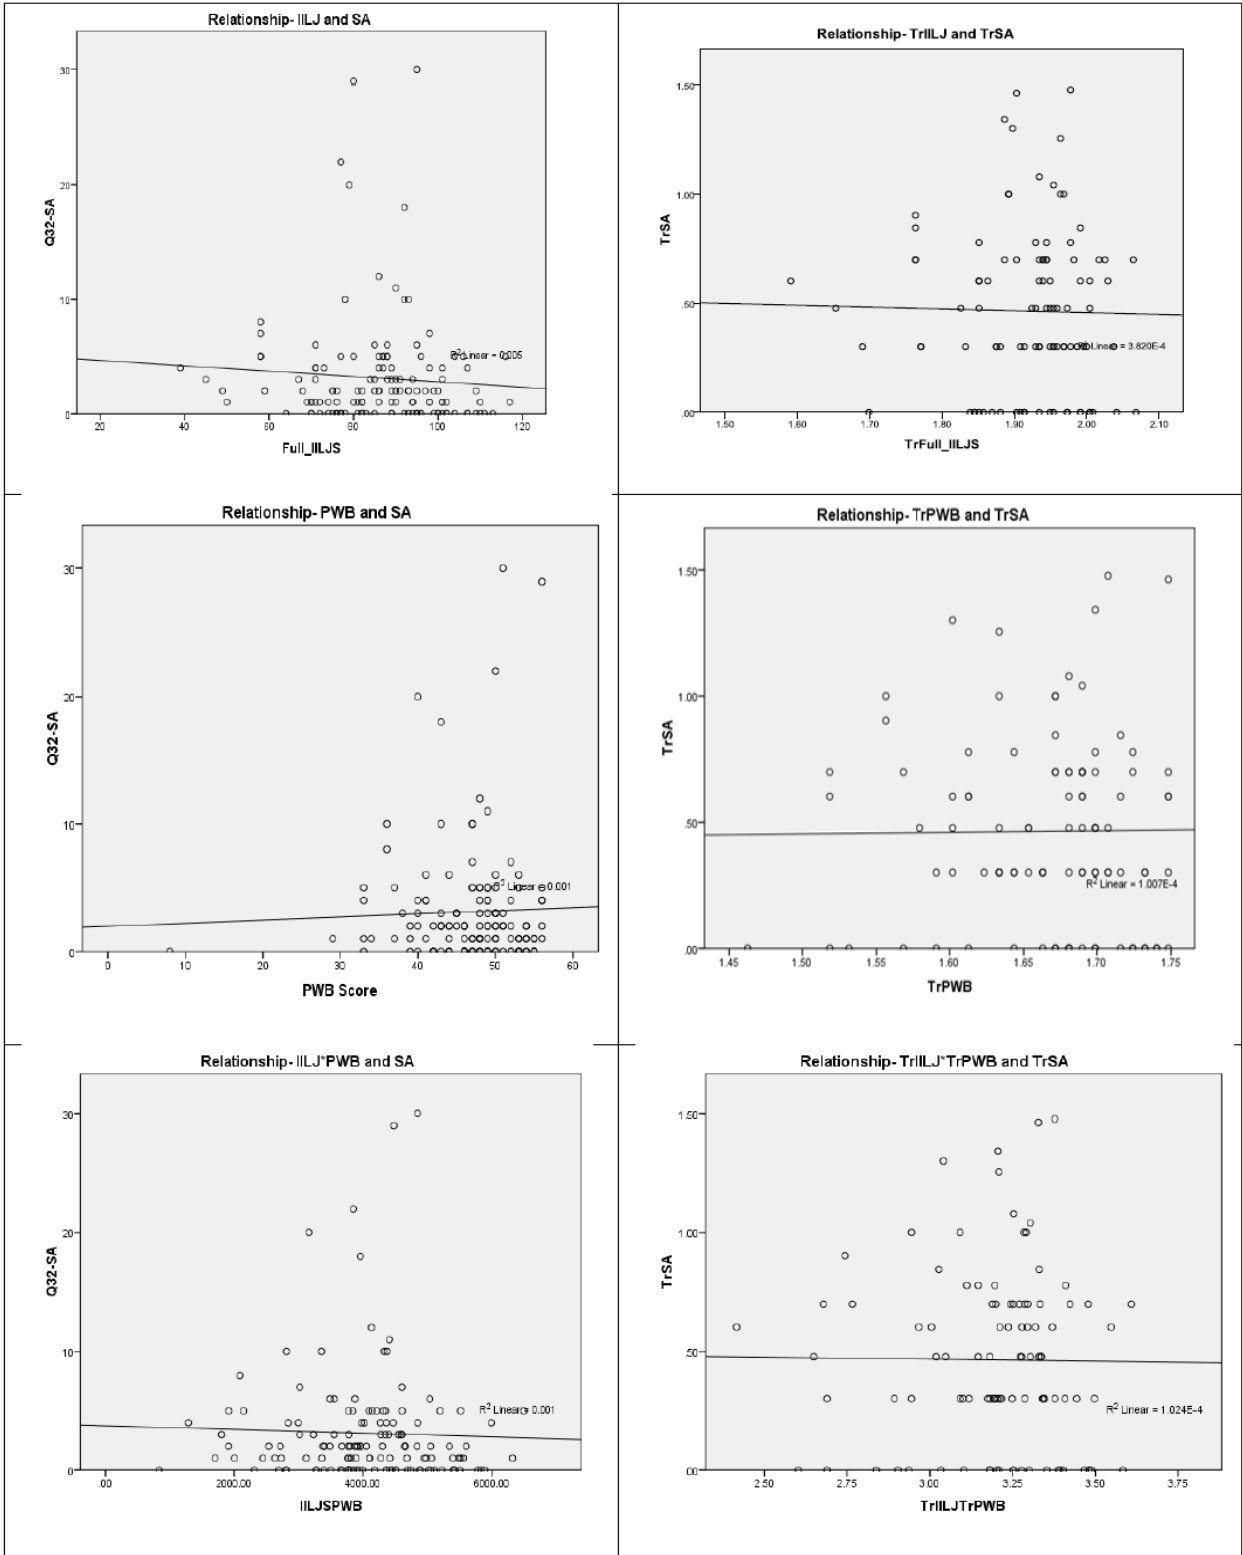 Relationship- IILJ and SA
30
20
10
0
Q32-SA
R² Linear = 0.005
20 40 60 80 100 120
Full_IILJS
Relationship- TrIILJ and TrSA
1.50
1.00
.50
.00
TrSA
R² Linear = 3.820E-4
1.50 1.60 1.70 1.80 1.90 2.00 2.10
TrFull_IILJS
Relationship- PWB and SA
30
20
10
0
Q32-SA
R² Linear = 0.001
0 10 20 30 40 50 60
PWB Score
Relationship- TrPWB and TrSA
1.50
1.00
.50
.00
TrSA
R² Linear = 1.007E-4
1.45 1.50 1.55 1.60 1.65 1.70 1.75
TrPWB
Relationship- IILJ*PWB and SA
30
20
10
0
Q32-SA
R² Linear = 0.001
.00 2000.00 4000.00 6000.00
IILJSPWB
Relationship- TrIILJ*TrPWB and TrSA
1.50
1.00
.50
.00
TrSA
R² Linear = 1.024E-4
2.50 2.75 3.00 3.25 3.50 3.75
TrIILJTrPWB